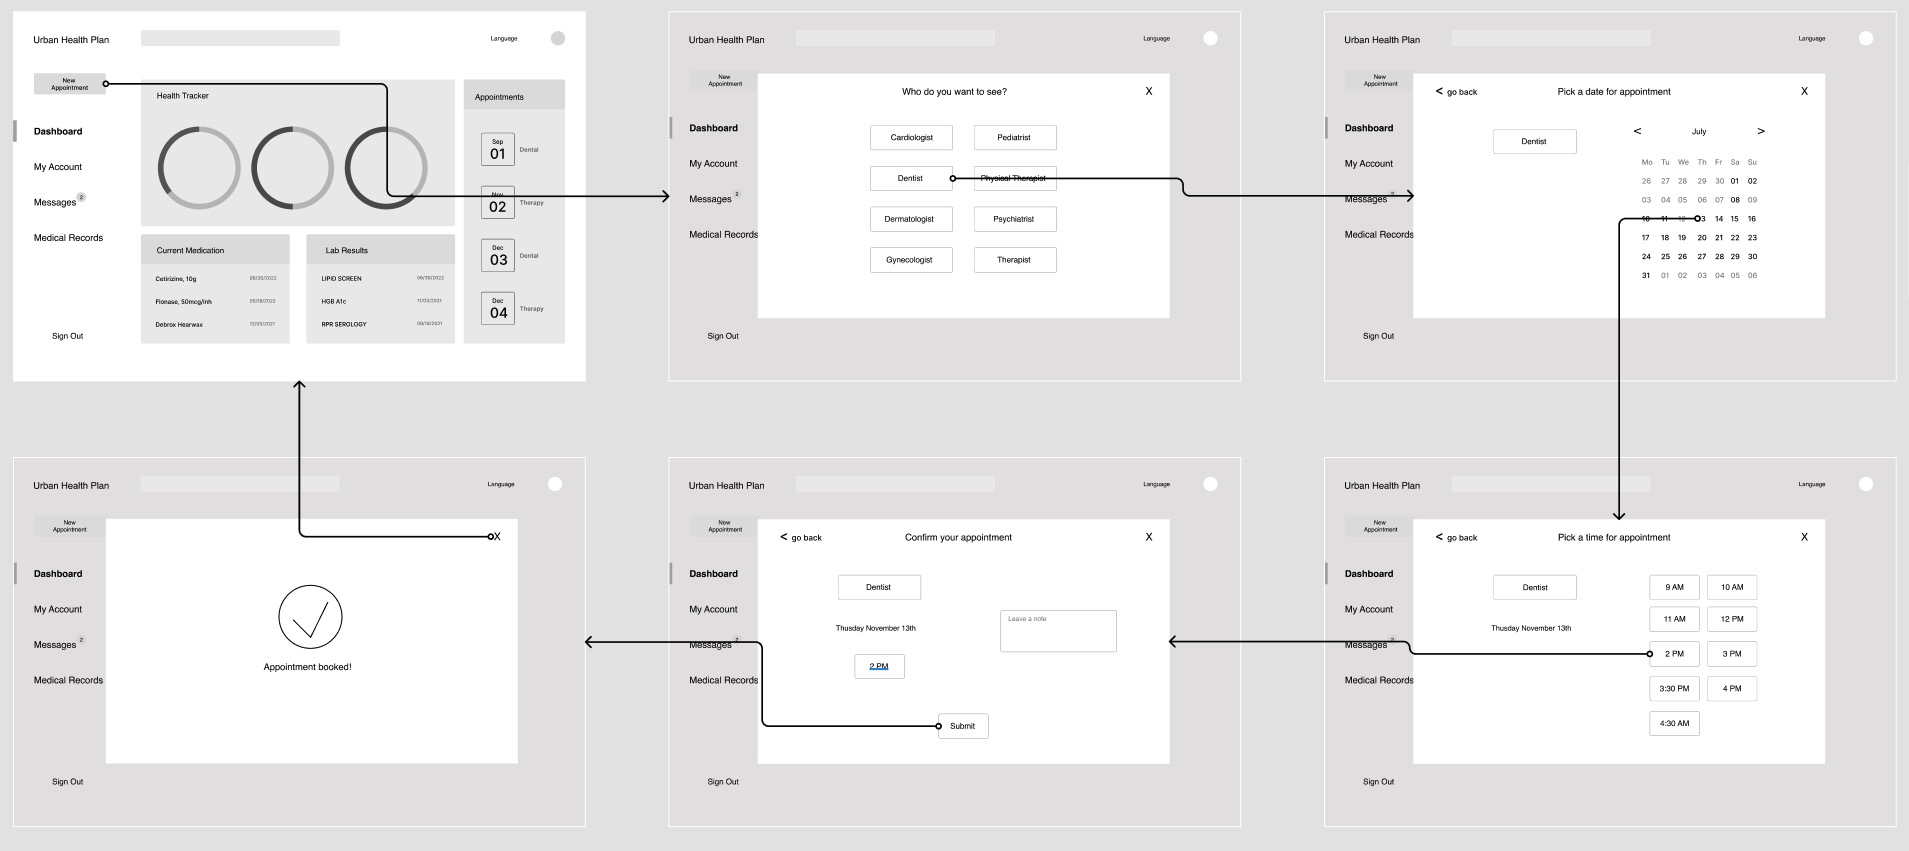 Urban Health Plan
Language
New
Appointment
Health Tracker
Appointments
Dashboard
My Account
Messages 2
Medical Records
Sign Out
Sep
01 Dental
Nov
02 Therapy
Dec
03 Dental
Dec
04 Therapy
Current Medication
Cetirizine, 10g 06/30/2022
Flonase, 50mcg/inh 05/18/2022
Debrox Hearwax 12/05/2021
Lab Results
LIPID SCREEN 06/30/2022
HGB A1c 11/03/2021
RPR SEROLOGY 09/16/2021
Urban Health Plan
Language
New
Appointment
Dashboard
My Account
Messages 2
Medical Records
Sign Out
Who do you want to see? X
Cardiologist Pediatrist
Dentist Physical Therapist
Dermatologist Psychiatrist
Gynecologist Therapist
Urban Health Plan
Language
New
Appointment
Dashboard
My Account
Messages 2
Medical Records
Sign Out
< go back Pick a date for appointment X
Dentist
< July >
Mo Tu We Th Fr Sa Su
26 27 28 29 30 01 02
03 04 05 06 07 08 09
10 11 12 13 14 15 16
17 18 19 20 21 22 23
24 25 26 27 28 29 30
31 01 02 03 04 05 06
Urban Health Plan
Language
New
Appointment
Dashboard
My Account
Messages 2
Medical Records
Sign Out
X
Appointment booked!
Urban Health Plan
Language
New
Appointment
Dashboard
My Account
Messages 2
Medical Records
Sign Out
< go back Confirm your appointment X
Dentist
Thusday November 13th
2 PM
Leave a note
Submit
Urban Health Plan
Language
New
Appointment
Dashboard
My Account
Messages 2
Medical Records
Sign Out
< go back Pick a time for appointment X
Dentist
Thusday November 13th
9 AM 10 AM
11 AM 12 PM
2 PM 3 PM
3:30 PM 4 PM
4:30 AM